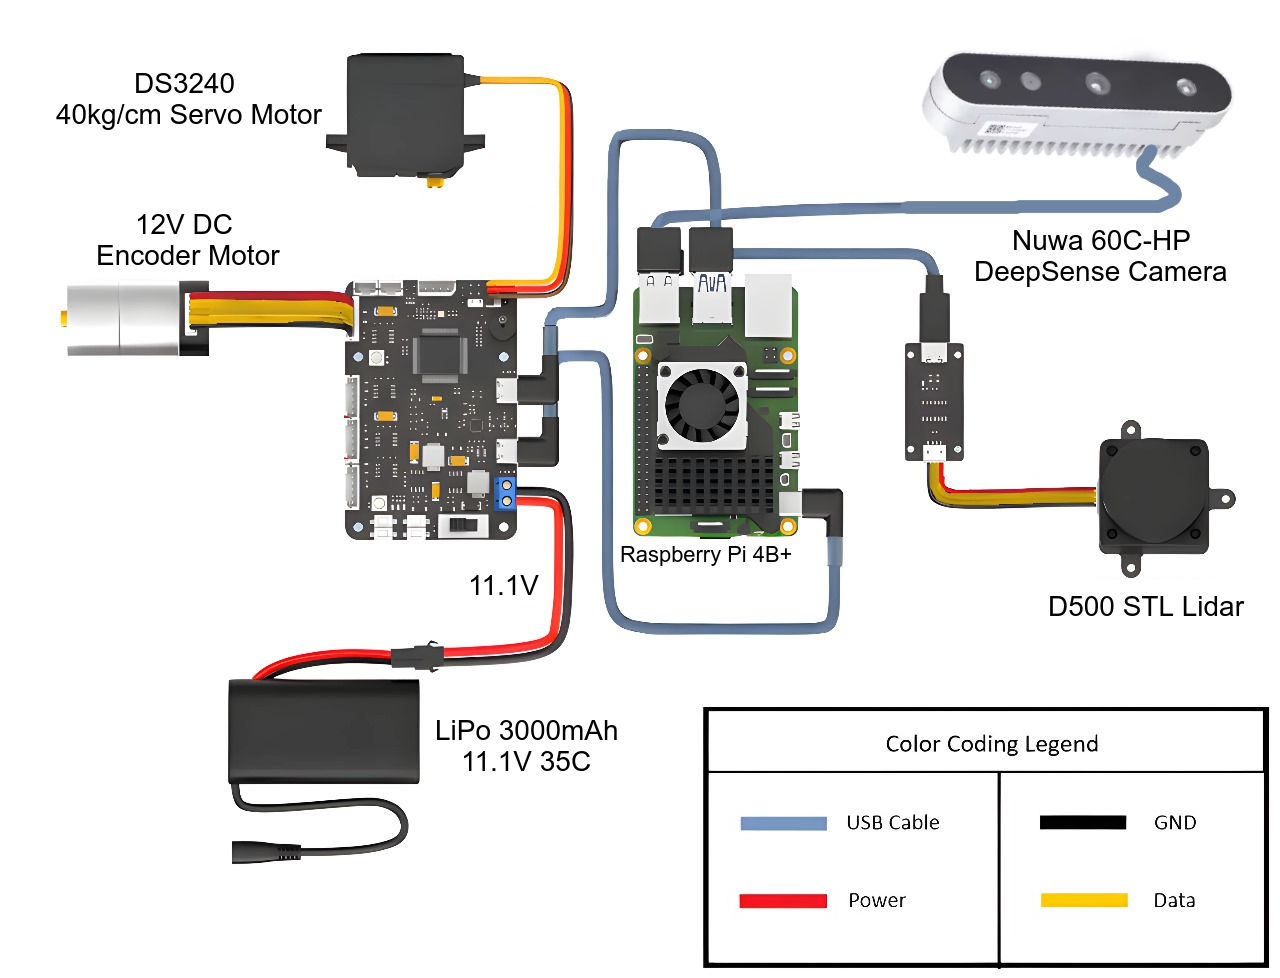 DS3240
40kg/cm Servo Motor
12V DC
Encoder Motor
Nuwa 60C-HP
DeepSense Camera
Raspberry Pi 4B+
D500 STL Lidar
11.1V
LiPo 3000mAh
11.1V 35C
Color Coding Legend
USB Cable
GND
Power
Data